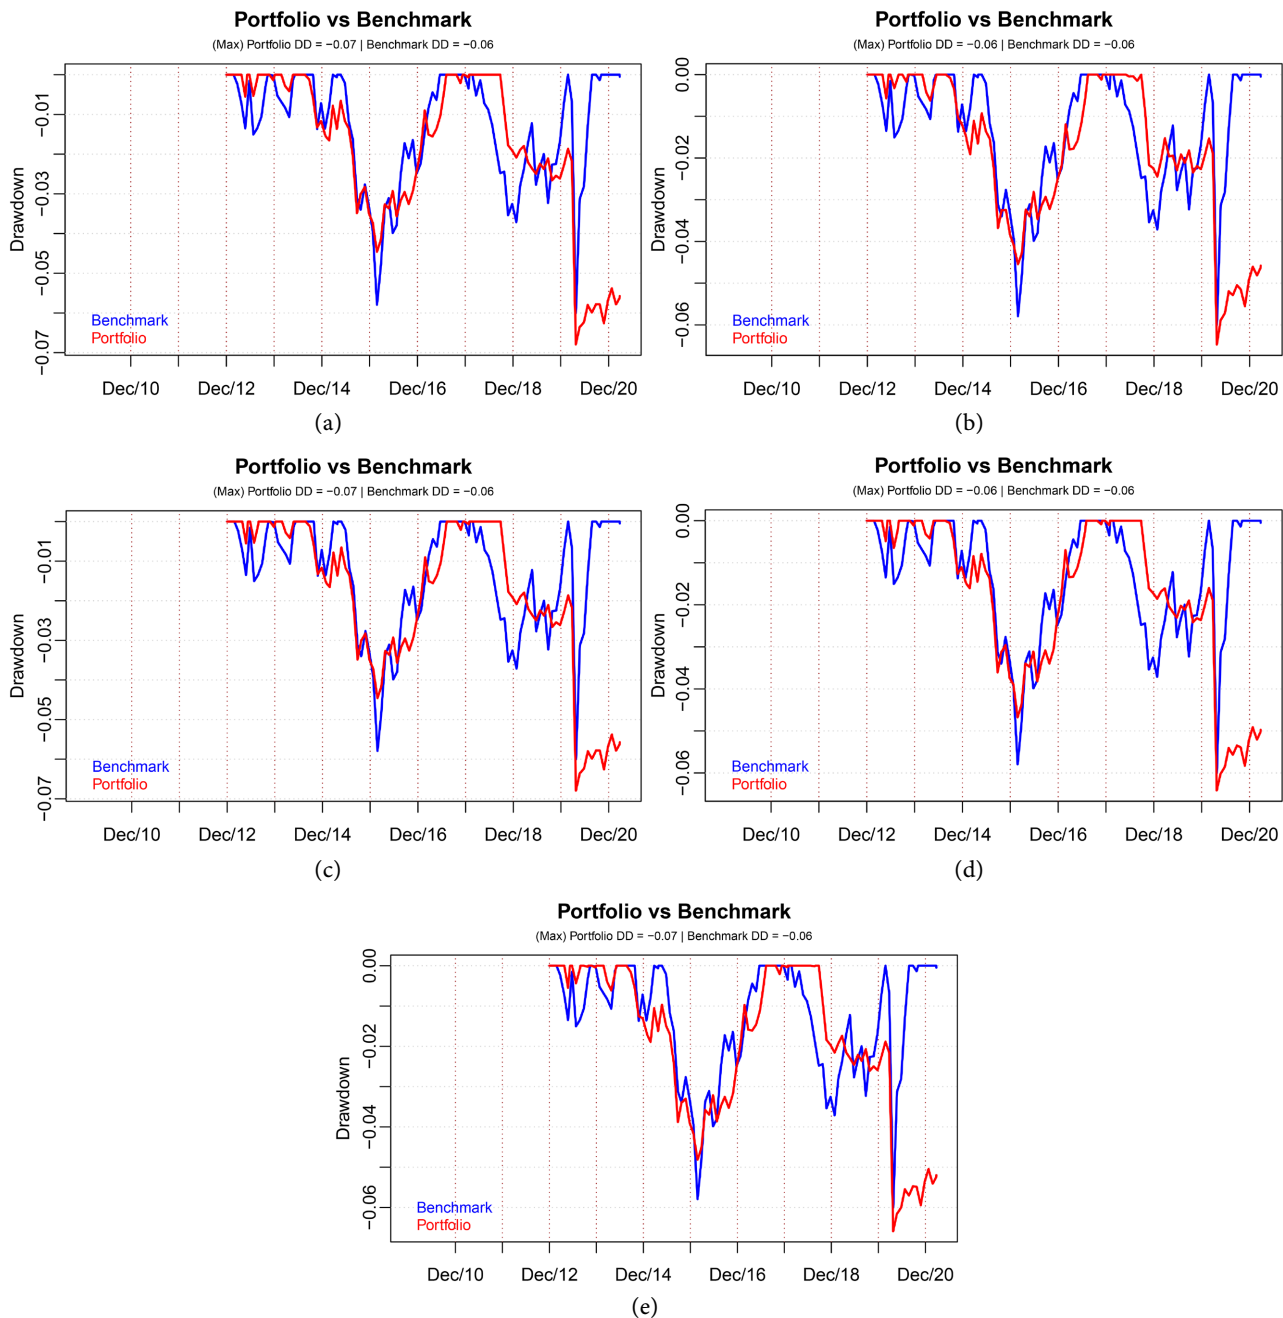 Portfolio vs Benchmark
(Max) Portfolio DD = −0.07 | Benchmark DD = −0.06
Drawdown
−0.01
−0.03
−0.05
−0.07
Benchmark
Portfolio
Dec/10 Dec/12 Dec/14 Dec/16 Dec/18 Dec/20
(a)
Portfolio vs Benchmark
(Max) Portfolio DD = −0.06 | Benchmark DD = −0.06
Drawdown
0.00
−0.02
−0.04
−0.06
Benchmark
Portfolio
Dec/10 Dec/12 Dec/14 Dec/16 Dec/18 Dec/20
(b)
Portfolio vs Benchmark
(Max) Portfolio DD = −0.07 | Benchmark DD = −0.06
Drawdown
−0.01
−0.03
−0.05
−0.07
Benchmark
Portfolio
Dec/10 Dec/12 Dec/14 Dec/16 Dec/18 Dec/20
(c)
Portfolio vs Benchmark
(Max) Portfolio DD = −0.06 | Benchmark DD = −0.06
Drawdown
0.00
−0.02
−0.04
−0.06
Benchmark
Portfolio
Dec/10 Dec/12 Dec/14 Dec/16 Dec/18 Dec/20
(d)
Portfolio vs Benchmark
(Max) Portfolio DD = −0.07 | Benchmark DD = −0.06
Drawdown
0.00
−0.02
−0.04
−0.06
Benchmark
Portfolio
Dec/10 Dec/12 Dec/14 Dec/16 Dec/18 Dec/20
(e)